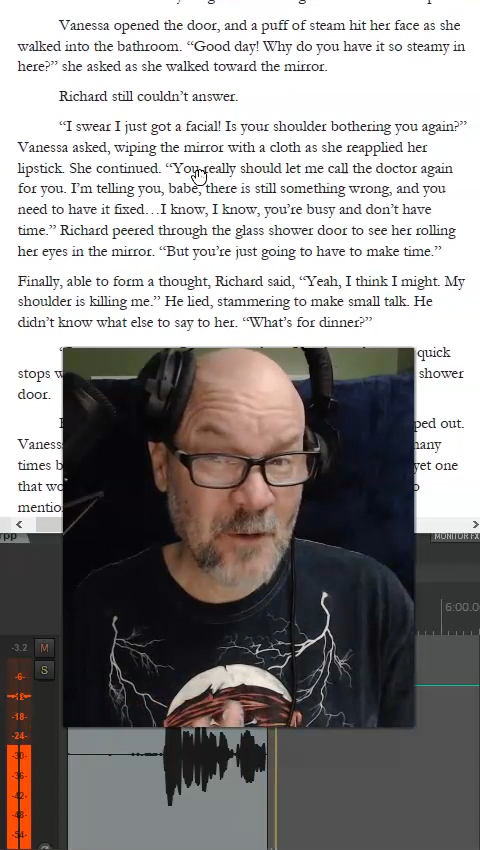 Vanessa opened the door, and a puff of steam hit her face as she
walked into the bathroom. “Good day! Why do you have it so steamy in
here?” she asked as she walked toward the mirror.
Richard still couldn’t answer.
“I swear I just got a facial! Is your shoulder bothering you again?”
Vanessa asked, wiping the mirror with a cloth as she reapplied her
lipstick. She continued. “You really should let me call the doctor again
for you. I’m telling you, babe, there is still something wrong, and you
need to have it fixed…I know, I know, you’re busy and don’t have
time.” Richard peered through the glass shower door to see her rolling
her eyes in the mirror. “But you’re just going to have to make time.”
Finally, able to form a thought, Richard said, “Yeah, I think I might. My
shoulder is killing me.” He lied, stammering to make small talk. He
didn’t know what else to say to her. “What’s for dinner?”
quick
stops shower
door.
ped out.
times yet one
that
MONITOR FX
6:00.0
-3.2 M
S
-6-
-12-
-18-
-24-
-30-
-36-
-42-
-48-
-54-